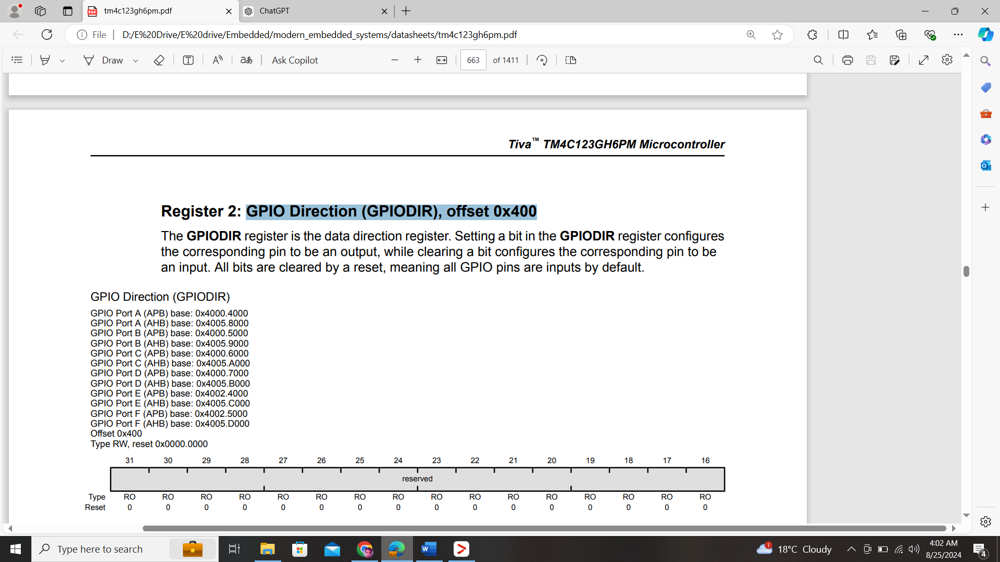 tm4c123gh6pm.pdf
ChatGPT
File
D:/E%20Drive/E%20drive/Embedded/modern_embedded_systems/datasheets/tm4c123gh6pm.pdf
Draw
T
A
aあ
Ask Copilot
663
of 1411
Tiva™ TM4C123GH6PM Microcontroller
Register 2: GPIO Direction (GPIODIR), offset 0x400
The GPIODIR register is the data direction register. Setting a bit in the GPIODIR register configures
the corresponding pin to be an output, while clearing a bit configures the corresponding pin to be
an input. All bits are cleared by a reset, meaning all GPIO pins are inputs by default.
GPIO Direction (GPIODIR)
GPIO Port A (APB) base: 0x4000.4000
GPIO Port A (AHB) base: 0x4005.8000
GPIO Port B (APB) base: 0x4000.5000
GPIO Port B (AHB) base: 0x4005.9000
GPIO Port C (APB) base: 0x4000.6000
GPIO Port C (AHB) base: 0x4005.A000
GPIO Port D (APB) base: 0x4000.7000
GPIO Port D (AHB) base: 0x4005.B000
GPIO Port E (APB) base: 0x4002.4000
GPIO Port E (AHB) base: 0x4005.C000
GPIO Port F (APB) base: 0x4002.5000
GPIO Port F (AHB) base: 0x4005.D000
Offset 0x400
Type RW, reset 0x0000.0000
31 30 29 28 27 26 25 24 23 22 21 20 19 18 17 16
reserved
Type RO RO RO RO RO RO RO RO RO RO RO RO RO RO RO RO
Reset 0 0 0 0 0 0 0 0 0 0 0 0 0 0 0 0
Type here to search
1
18°C Cloudy
4:02 AM
8/25/2024
4